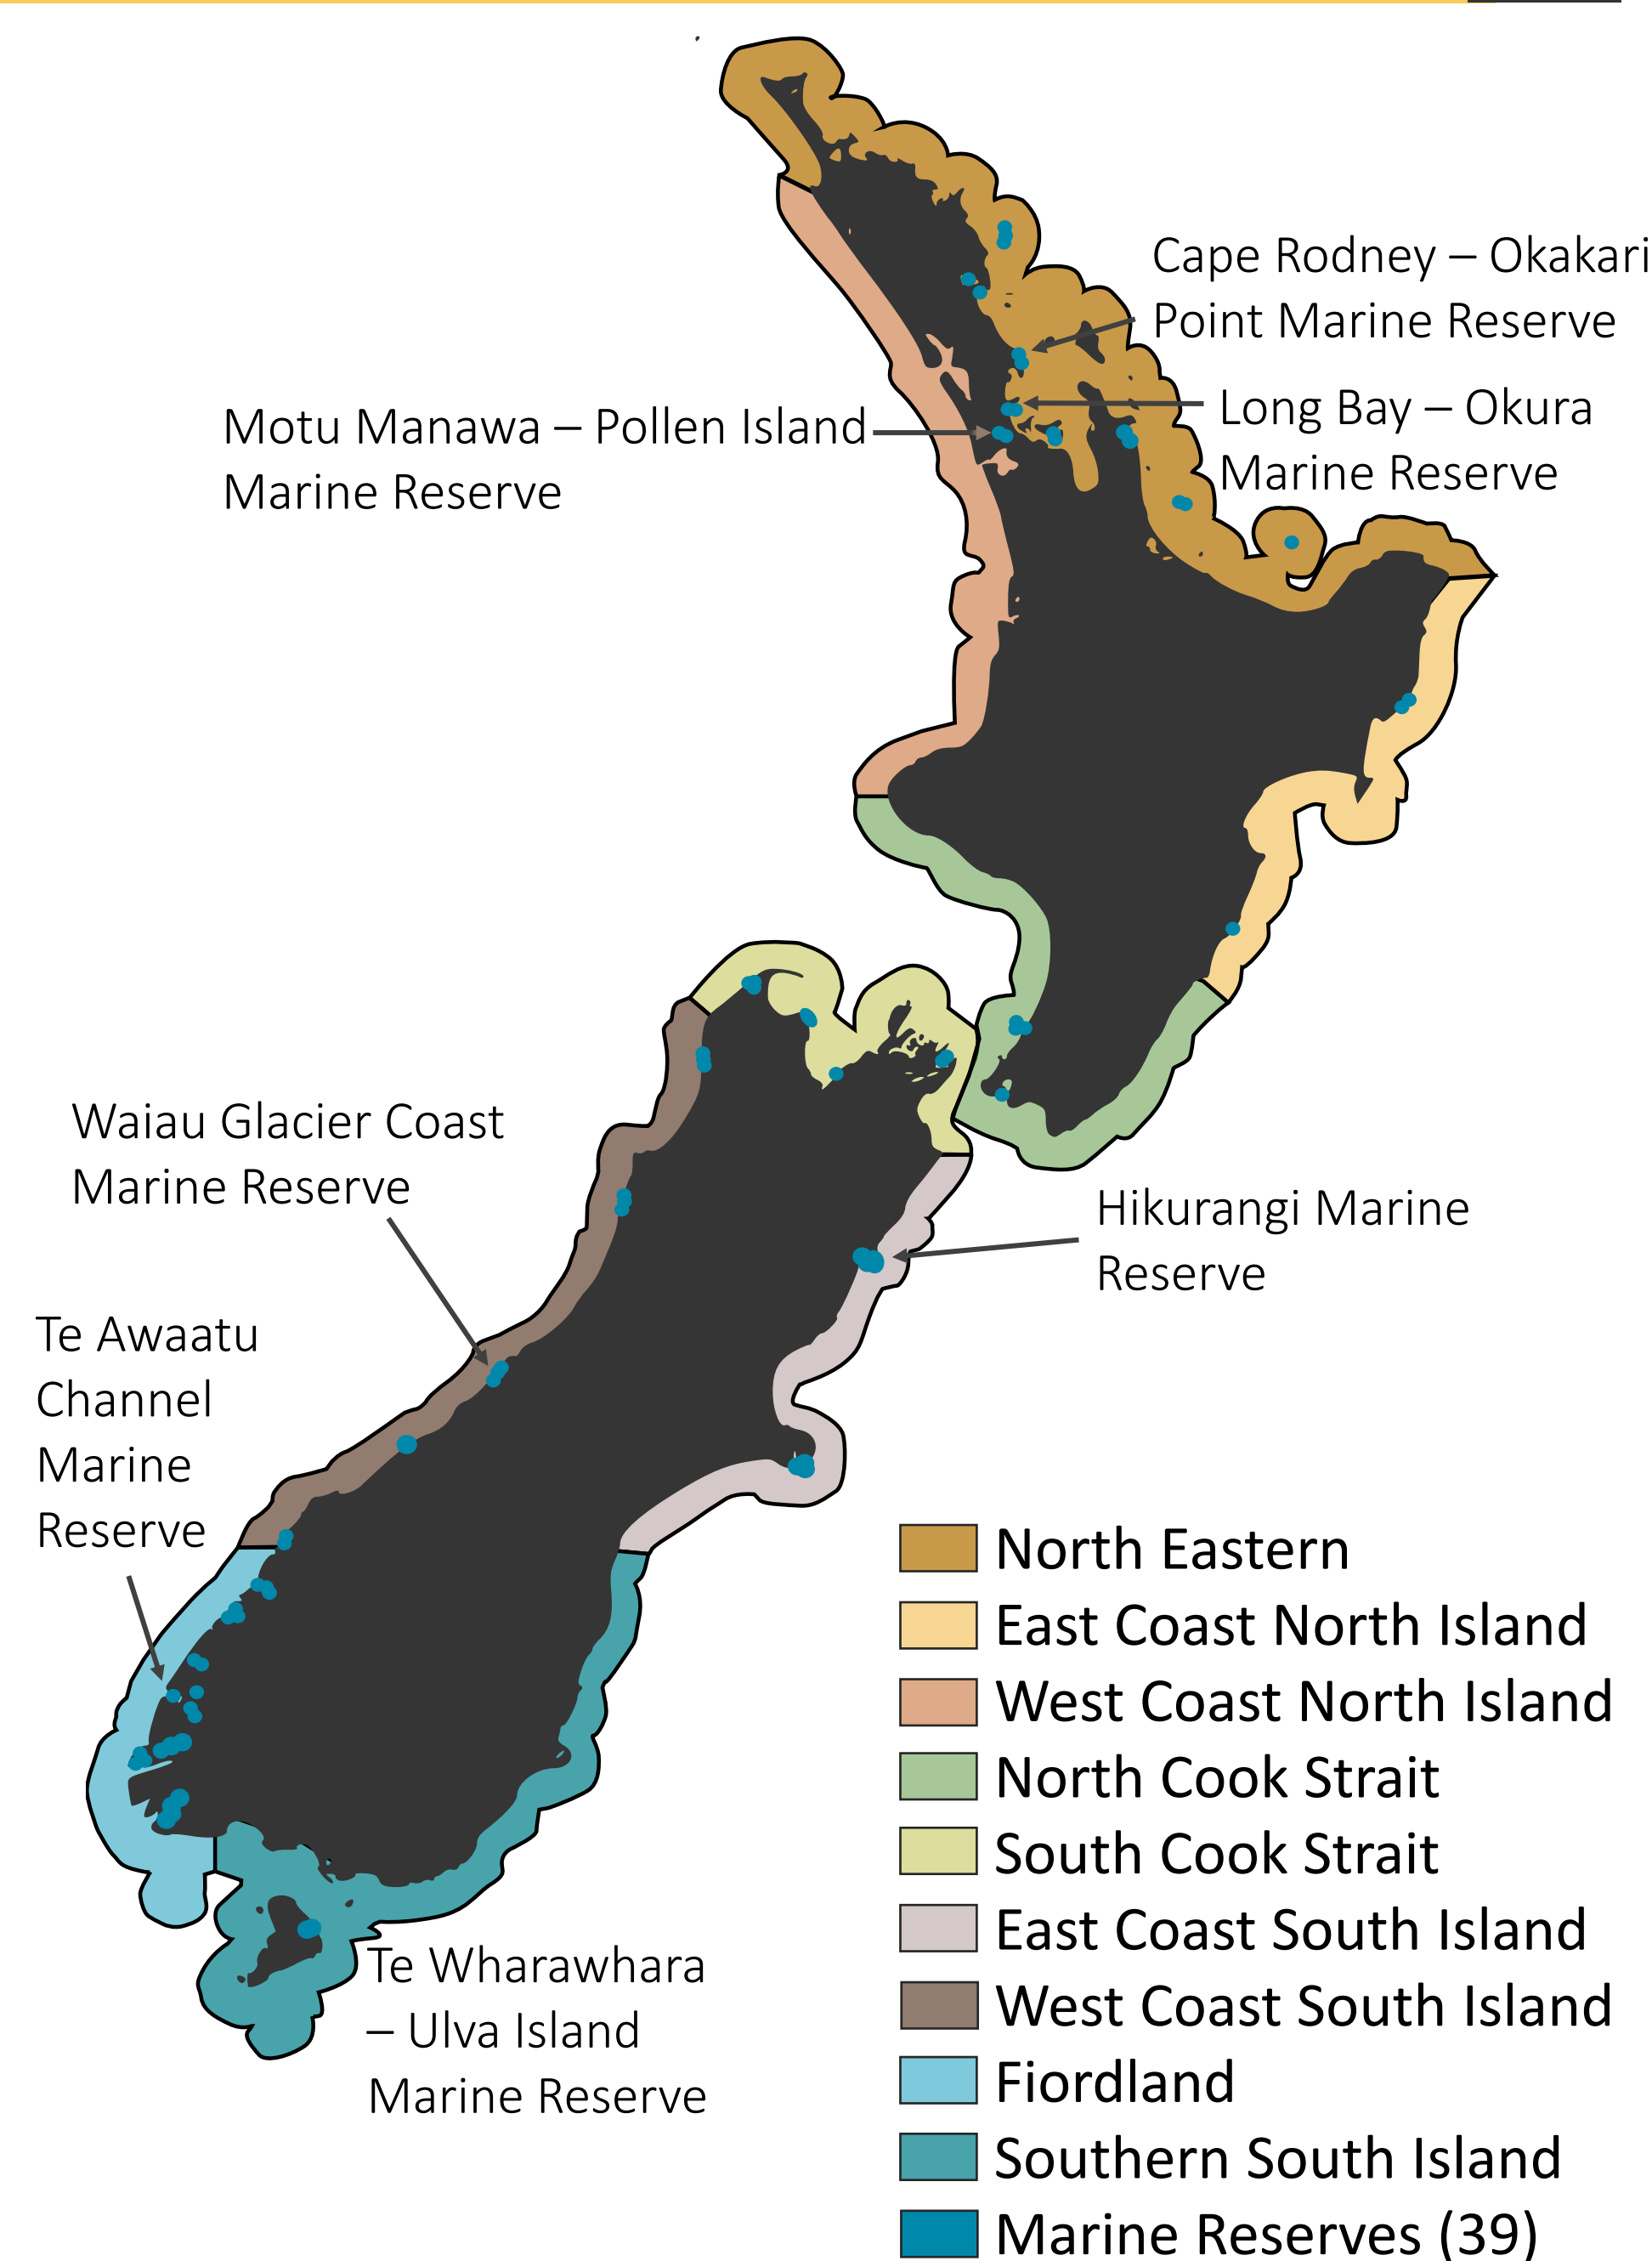 Cape Rodney – Okakari
Point Marine Reserve
Long Bay – Okura
Marine Reserve
Motu Manawa – Pollen Island
Marine Reserve
Waiau Glacier Coast
Marine Reserve
Hikurangi Marine
Reserve
Te Awaatu
Channel
Marine
Reserve
Te Wharawhara
– Ulva Island
Marine Reserve
North Eastern
East Coast North Island
West Coast North Island
North Cook Strait
South Cook Strait
East Coast South Island
West Coast South Island
Fiordland
Southern South Island
Marine Reserves (39)